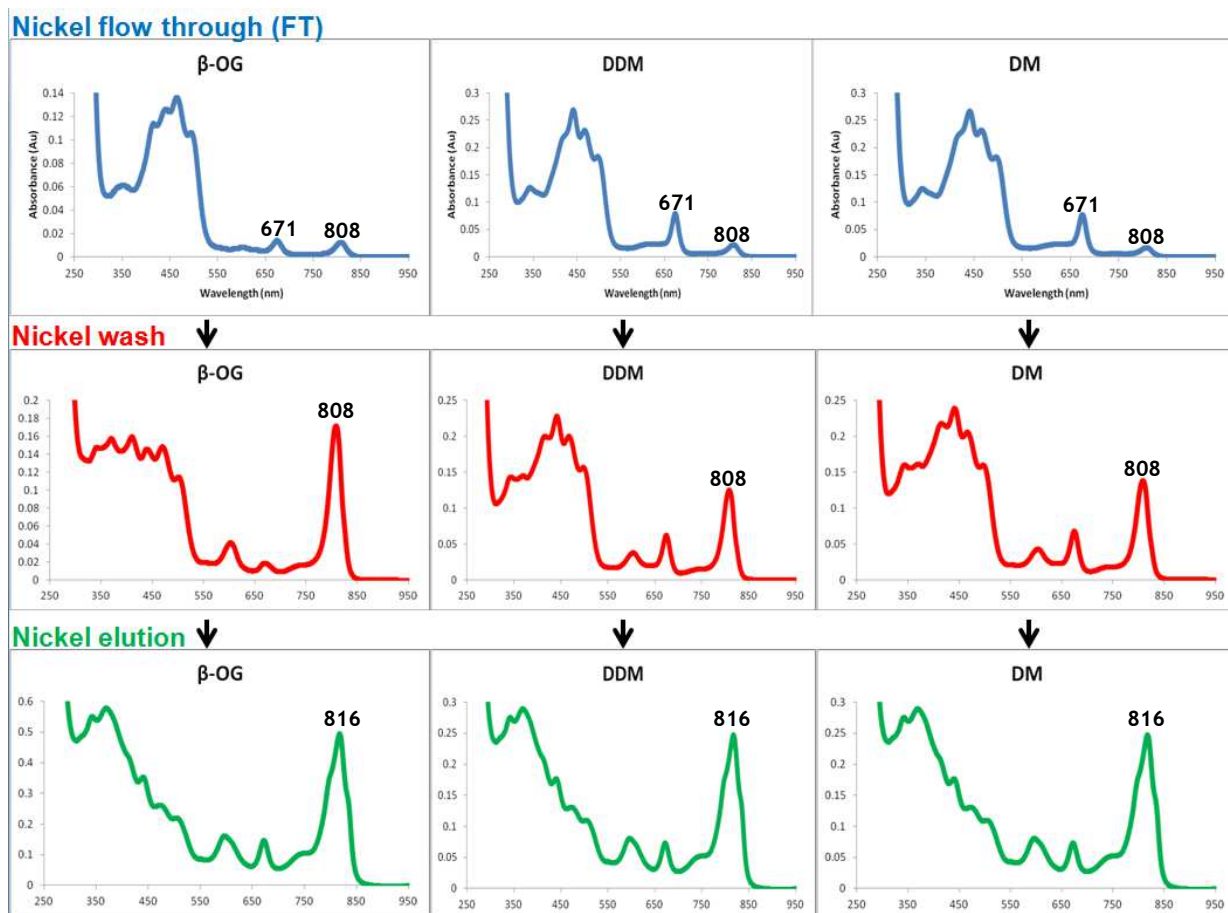 Nickel flow through (FT)
β-OG
DDM
DM
Absorbance (Au)
0.14
0.12
0.1
0.08
0.06
0.04
0.02
0
671
808
250 350 450 550 650 750 850 950
Wavelength (nm)
Absorbance (Au)
0.3
0.25
0.2
0.15
0.1
0.05
0
671
808
250 350 450 550 650 750 850 950
Wavelength (nm)
Absorbance (Au)
0.3
0.25
0.2
0.15
0.1
0.05
0
671
808
250 350 450 550 650 750 850 950
Wavelength (nm)
Nickel wash
β-OG
DDM
DM
0.2
0.18
0.16
0.14
0.12
0.1
0.08
0.06
0.04
0.02
0
808
250 350 450 550 650 750 850 950
0.25
0.2
0.15
0.1
0.05
0
808
250 350 450 550 650 750 850 950
0.25
0.2
0.15
0.1
0.05
0
808
250 350 450 550 650 750 850 950
Nickel elution
β-OG
DDM
DM
0.6
0.5
0.4
0.3
0.2
0.1
0
816
250 350 450 550 650 750 850 950
0.3
0.25
0.2
0.15
0.1
0.05
0
816
250 350 450 550 650 750 850 950
0.3
0.25
0.2
0.15
0.1
0.05
0
816
250 350 450 550 650 750 850 950